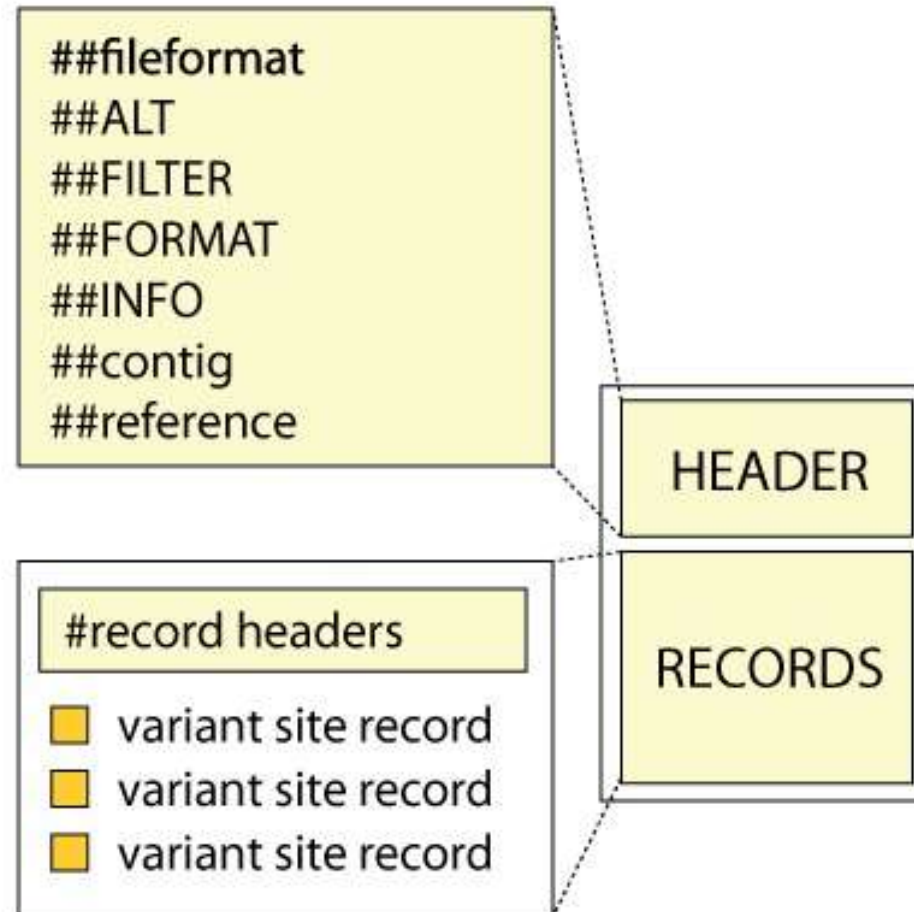 ##fileformat
##ALT
##FILTER
##FORMAT
##INFO
##contig
##reference
HEADER
#record headers
variant site record
variant site record
variant site record
RECORDS